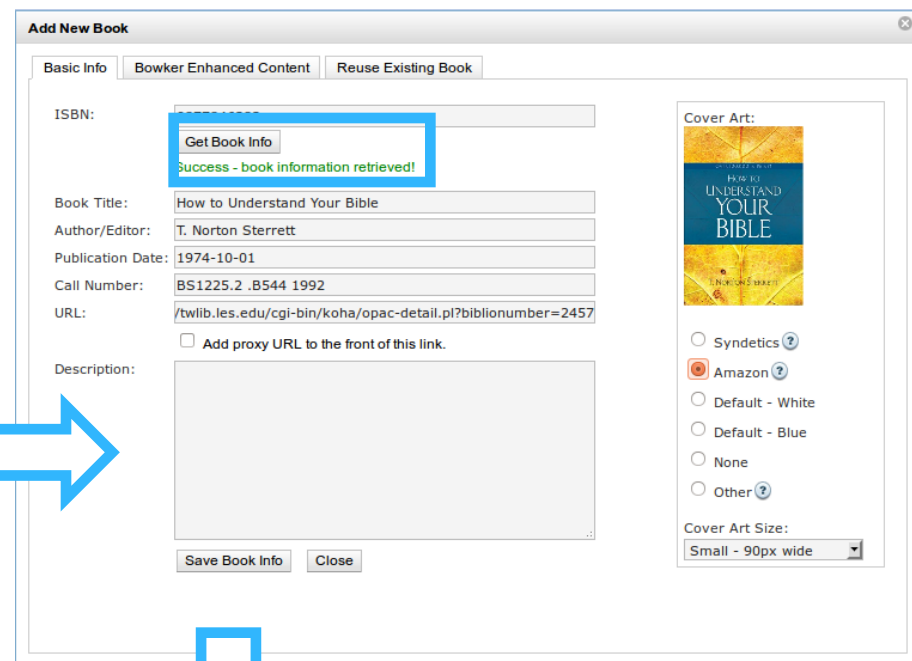 Add New Book
Basic Info Bowker Enhanced Content Reuse Existing Book
ISBN:
Get Book Info
Success - book information retrieved!
Book Title: How to Understand Your Bible
Author/Editor: T. Norton Sterrett
Publication Date: 1974-10-01
Call Number: BS1225.2 .B544 1992
URL: /twlib.les.edu/cgi-bin/koha/opac-detail.pl?biblionumber=2457
Add proxy URL to the front of this link.
Description:
Save Book Info Close
Cover Art:
HOW TO
UNDERSTAND
YOUR
BIBLE
T. NORTON STERRETT
Syndetics ?
Amazon ?
Default - White
Default - Blue
None
Other ?
Cover Art Size:
Small - 90px wide